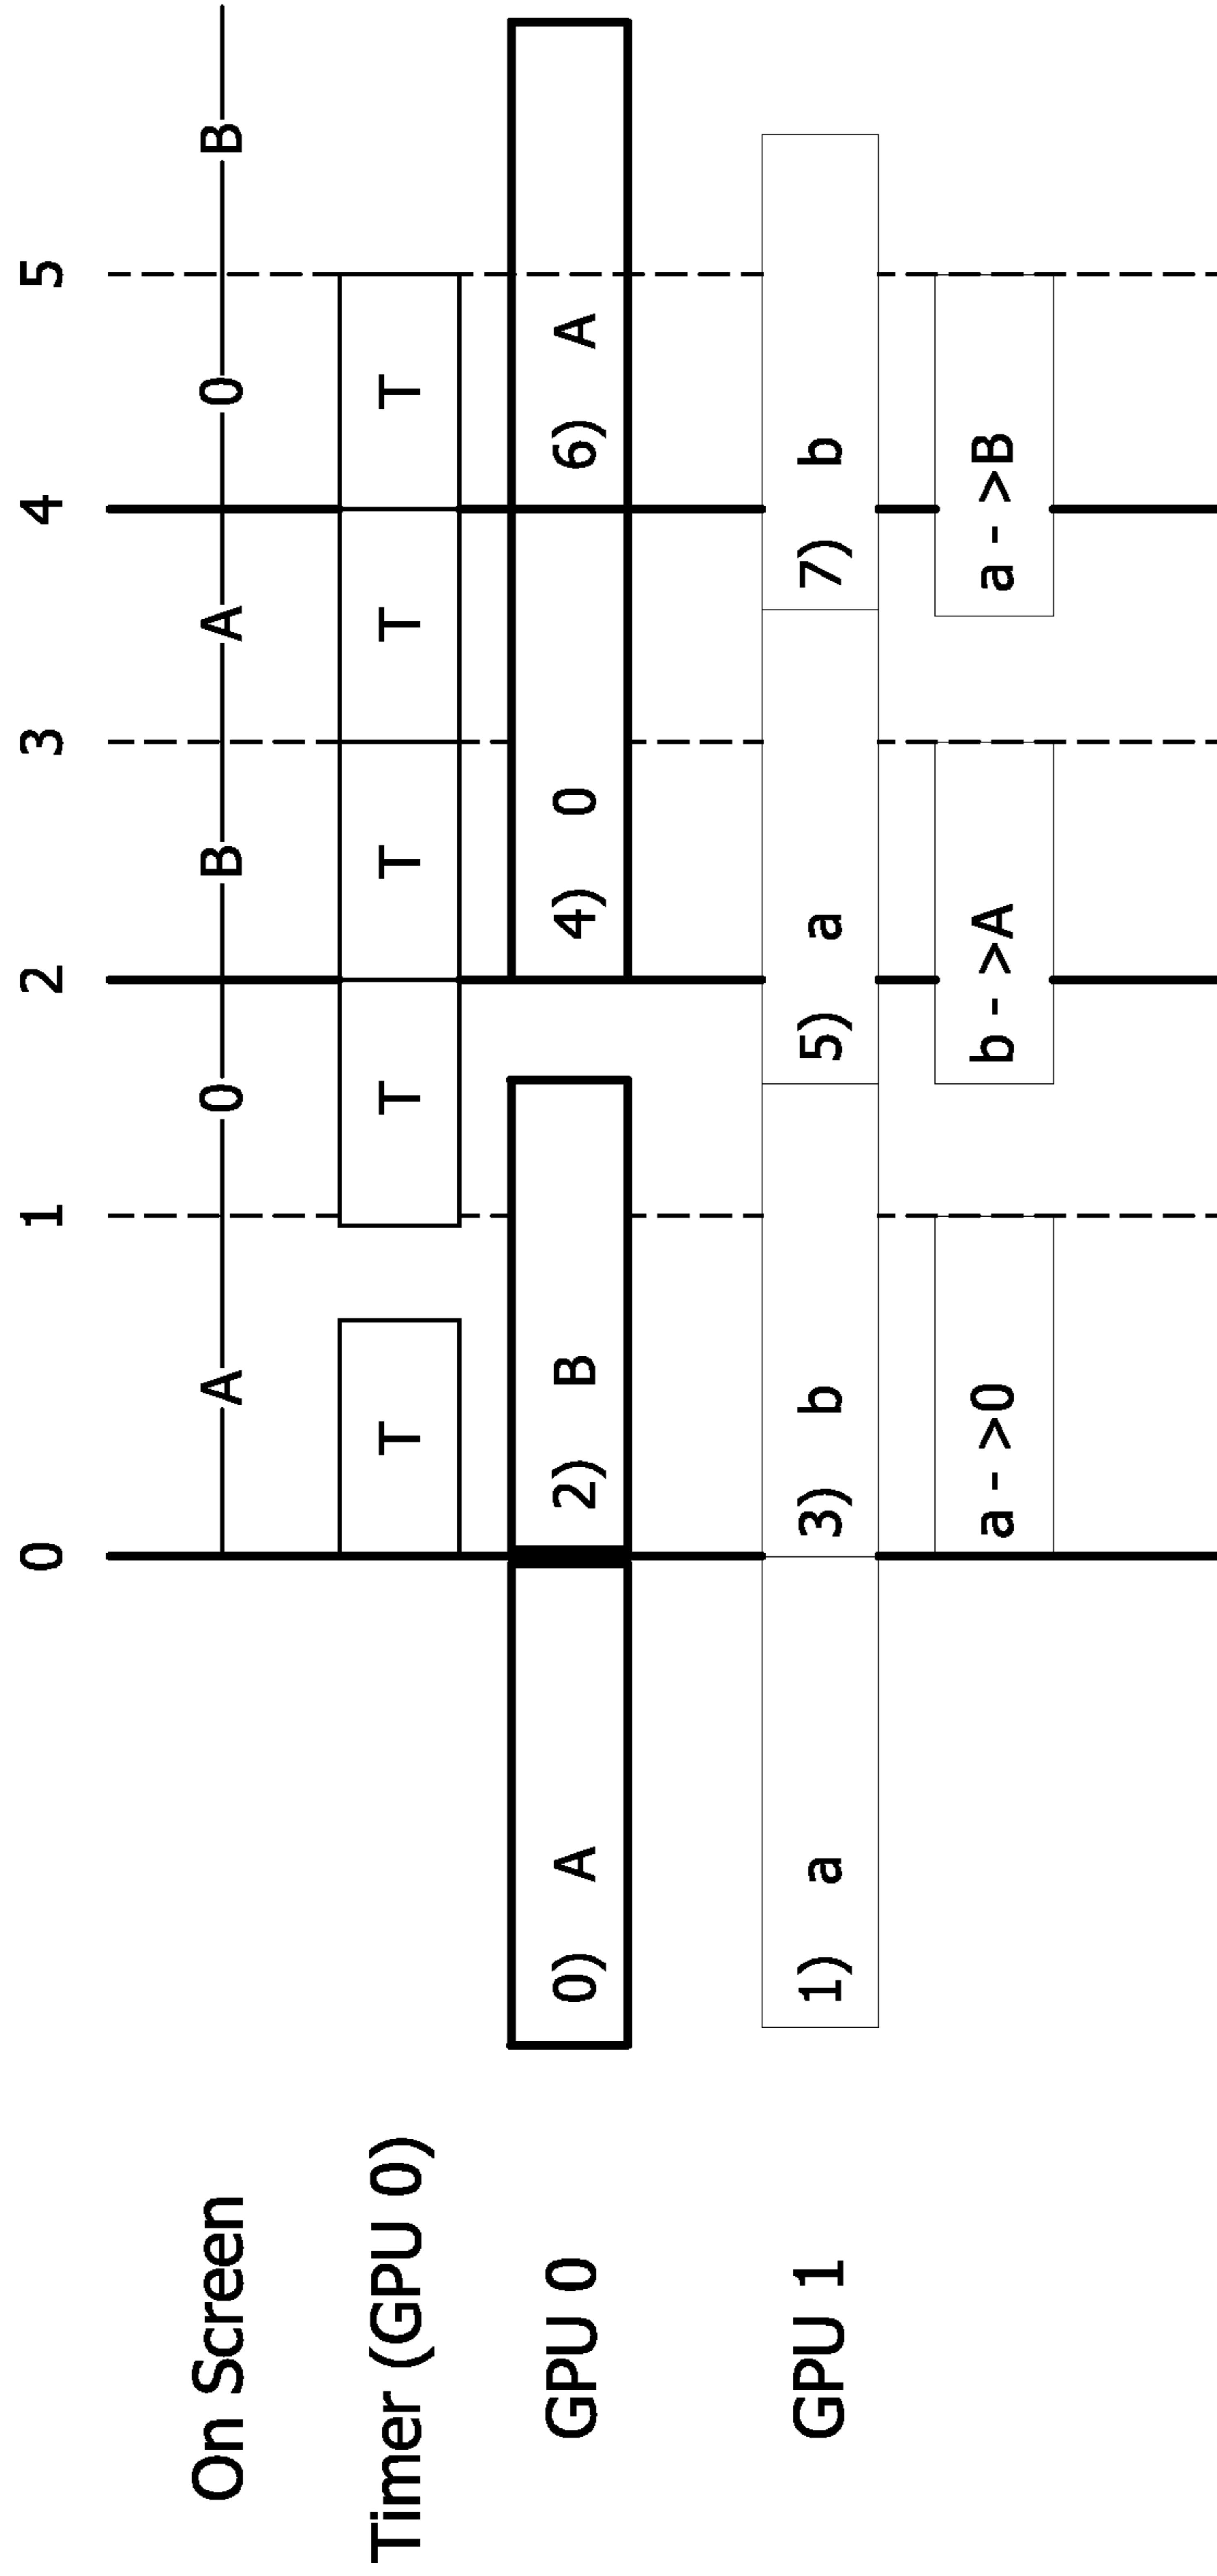 0 1 2 3 4 5
On Screen A 0 B A 0 B
Timer (GPU 0) T T T T T
GPU 0 0) A 2) B 4) 0 6) A
GPU 1 1) a 3) b 5) a 7) b
a - >0 b - >A a - >B